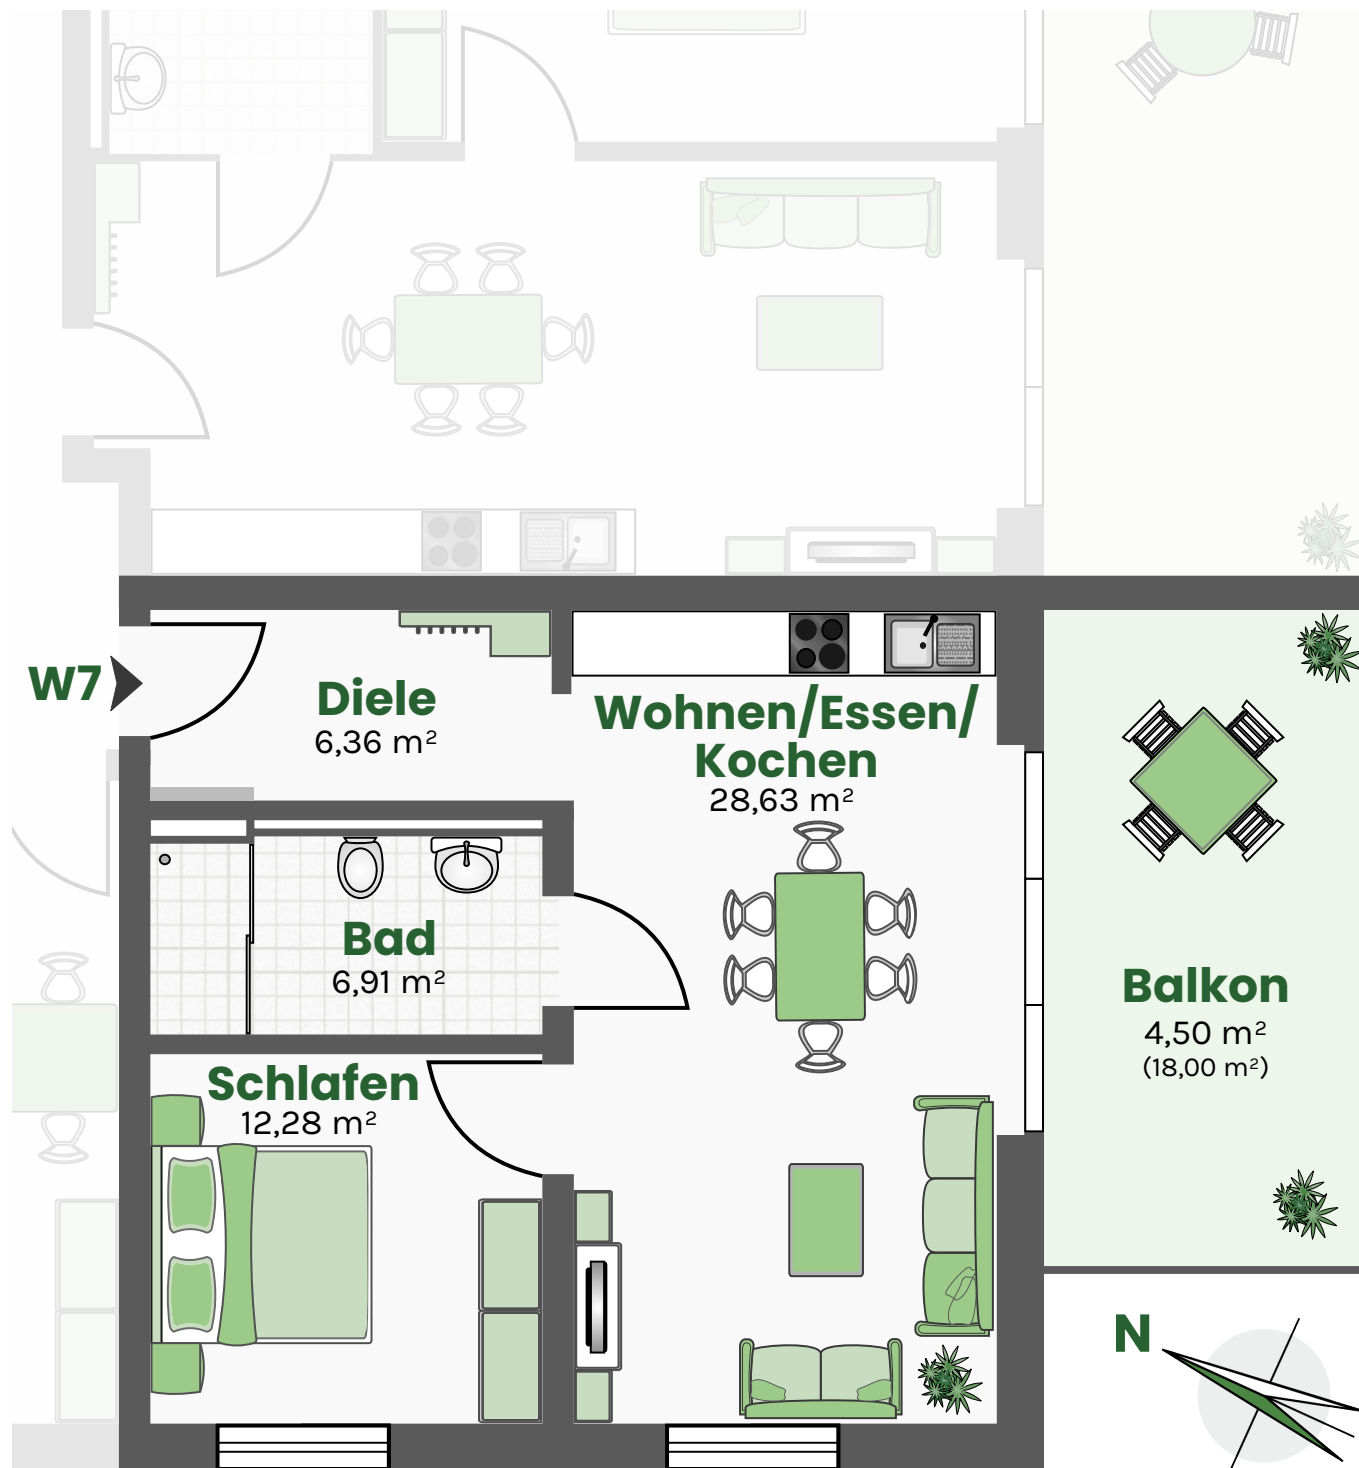 W7
Diele
6,36 m²
Wohnen/Essen/
Kochen
28,63 m²
Bad
6,91 m²
Balkon
4,50 m²
(18,00 m²)
Schlafen
12,28 m²
N